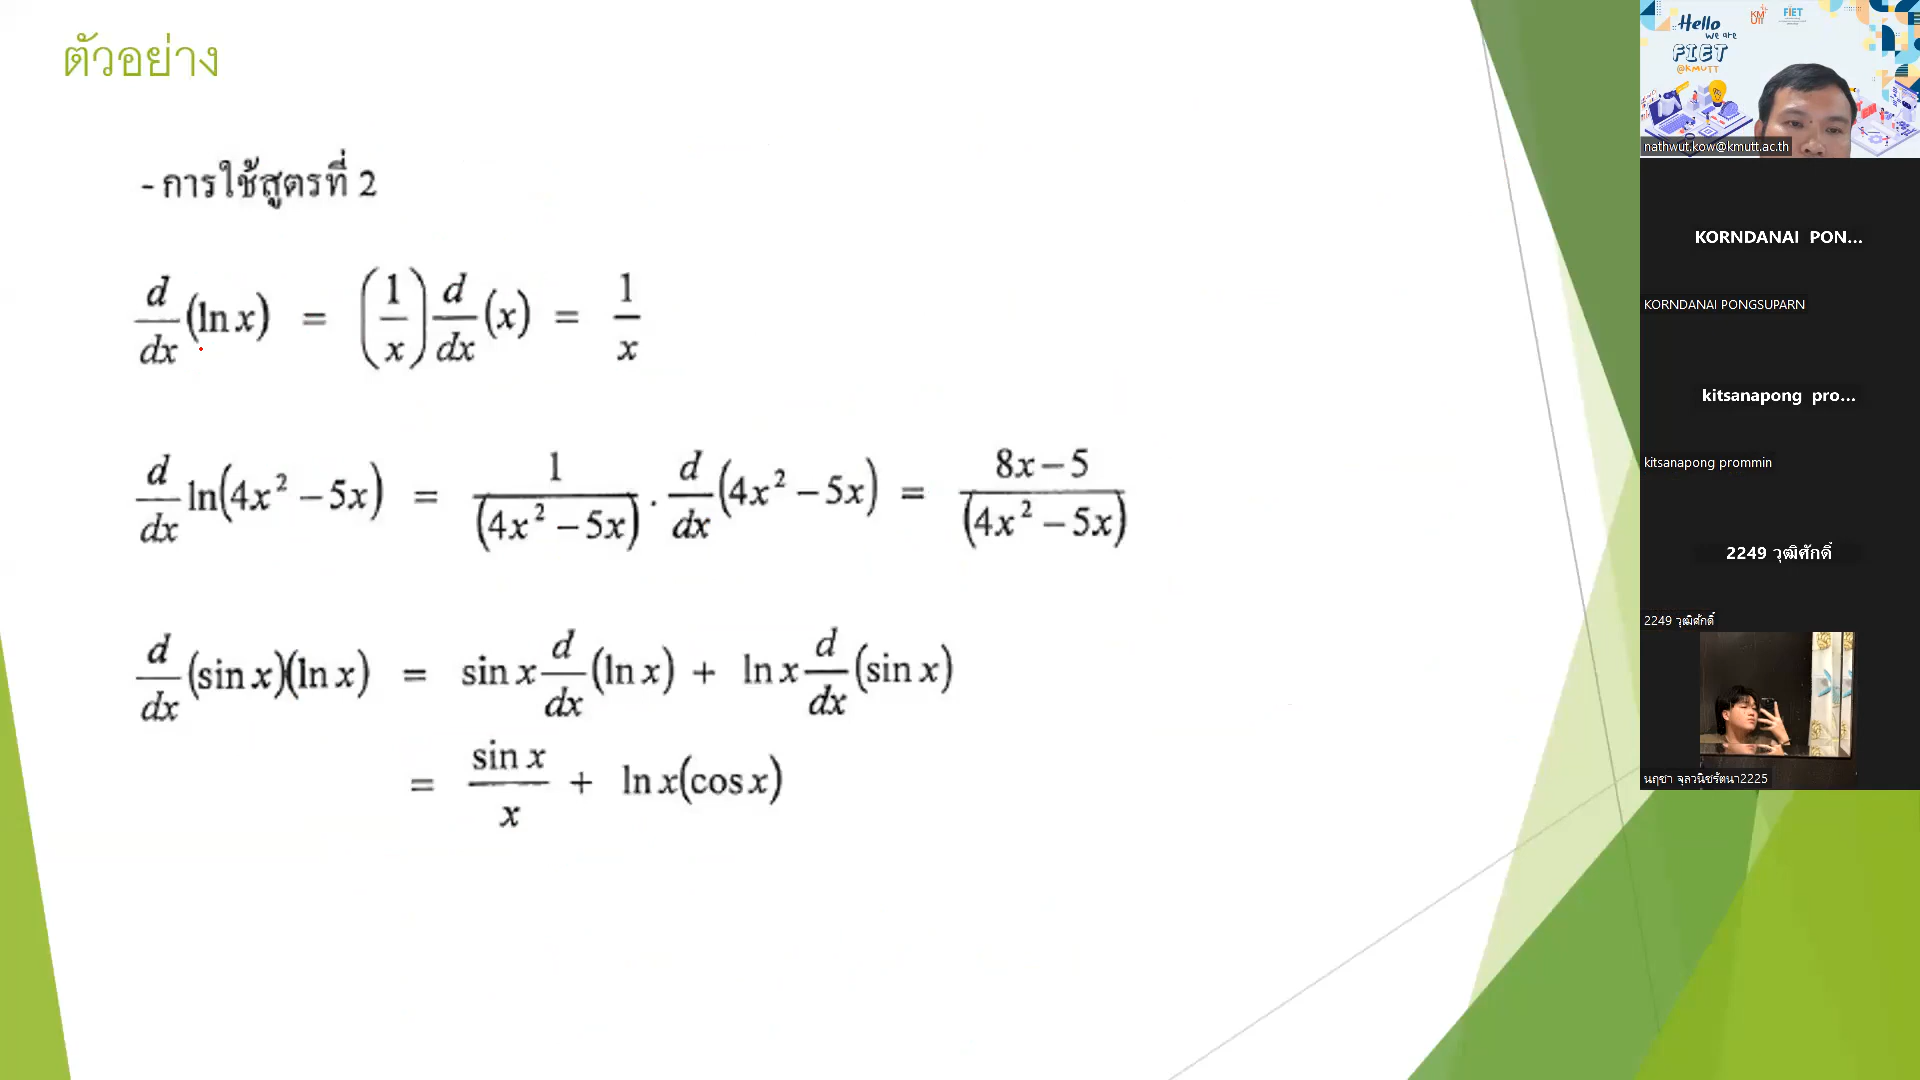 ตัวอย่าง
- การใช้สูตรที่ 2
d/dx (ln x) = (1/x) d/dx (x) = 1/x
d/dx ln(4x² − 5x) = 1/(4x² − 5x) · d/dx (4x² − 5x) = 8x − 5/(4x² − 5x)
d/dx (sin x)(ln x) = sin x d/dx (ln x) + ln x d/dx (sin x)
= sin x/x + ln x(cos x)
Hello
we are
FIET
@KMUTT
KMUTT
FIET
nathwut.kow@kmutt.ac.th
KORNDANAI PON...
KORNDANAI PONGSUPARN
kitsanapong pro...
kitsanapong prommin
2249 วุฒิศักดิ์
2249 วุฒิศักดิ์
นฤชา จุลวนิชรัตนา2225